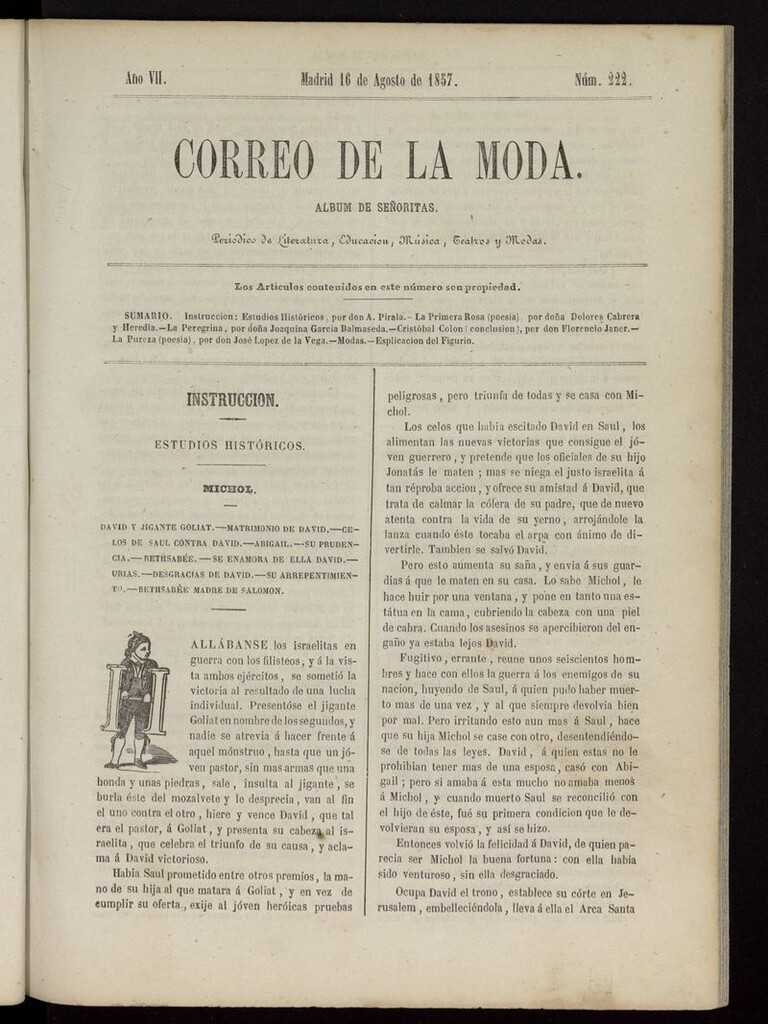 Año VII.
Madrid 16 de Agosto de 1857.
Núm. 222.
CORREO DE LA MODA.
ALBUM DE SEÑORITAS.
Periódico de Literatura, Educacion, Música, Teatros y Modas.
Los Artículos contenidos en este número son propiedad.
SUMARIO. Instruccion: Estudios Históricos, por don A. Pirala.—La Primera Rosa (poesía) por doña Dolores Cabrera
y Heredia.—La Peregrina, por doña Joaquina García Balmaseda.—Cristóbal Colon (conclusion), por don Florencio Janer.—
La Pureza (poesía), por don José Lopez de la Vega.—Modas.—Esplicacion del Figurin.
INSTRUCCION.
ESTUDIOS HISTÓRICOS.
MICHOL.
DAVID Y JIGANTE GOLIAT.—MATRIMONIO DE DAVID.—CE-
LOS DE SAUL CONTRA DAVID.—ABIGAIL.—SU PRUDEN-
CIA.—BETHSABÉE.—SE ENAMORA DE ELLA DAVID.—
URIAS.—DESGRACIAS DE DAVID.—SU ARREPENTIMIEN-
TO.—BETHSABÉE MADRE DE SALOMON.
HALLÁBANSE los israelitas en
guerra con los filisteos, y á la vis-
ta ambos ejércitos, se sometió la
victoria al resultado de una lucha
individual. Presentóse el jigante
Goliat en nombre de los segundos, y
nadie se atrevia á hacer frente á
aquel mónstruo, hasta que un jó-
ven pastor, sin mas armas que una
honda y unas piedras, sale, insulta al jigante, se
burla éste del mozalvete y le desprecia, van al fin
el uno contra el otro, hiere y vence David, que tal
era el pastor, á Goliat, y presenta su cabeza al is-
raelita, que celebra el triunfo de su causa, y acla-
ma á David victorioso.
Habia Saul prometido entre otros premios, la ma-
no de su hija al que matara á Goliat, y en vez de
cumplir su oferta, exije al jóven heróicas pruebas
peligrosas, pero triunfa de todas y se casa con Mi-
chol.
Los celos que habia escitado David en Saul, los
alimentan las nuevas victorias que consigue el jó-
ven guerrero, y pretende que los oficiales de su hijo
Jonatás le maten; mas se niega el justo israelita á
tan réproba accion, y ofrece su amistad á David, que
trata de calmar la cólera de su padre, que de nuevo
atenta contra la vida de su yerno, arrojándole la
lanza cuando éste tocaba el arpa con ánimo de di-
vertirle. Tambien se salvó David.
Pero esto aumenta su saña, y envia á sus guar-
dias á que le maten en su casa. Lo sabe Michol, le
hace huir por una ventana, y pone en tanto una es-
tátua en la cama, cubriendo la cabeza con una piel
de cabra. Cuando los asesinos se apercibieron del en-
gaño ya estaba lejos David.
Fugitivo, errante, reune unos seiscientos hom-
bres y hace con ellos la guerra á los enemigos de su
nacion, huyendo de Saul, á quien pudo haber muer-
to mas de una vez, y al que siempre devolvia bien
por mal. Pero irritando esto aun mas á Saul, hace
que su hija Michol se case con otro, desentendiéndo-
se de todas las leyes. David, á quien estas no le
prohibian tener mas de una esposa, casó con Abi-
gail; pero si amaba á esta mucho no amaba menos
á Michol, y cuando muerto Saul se reconcilió con
el hijo de éste, fué su primera condicion que le de-
volvieran su esposa, y así se hizo.
Entonces volvió la felicidad á David, de quien pa-
recia ser Michol la buena fortuna: con ella habia
sido venturoso, sin ella desgraciado.
Ocupa David el trono, establece su córte en Je-
rusalem, embelleciéndola, lleva á ella el Arca Santa